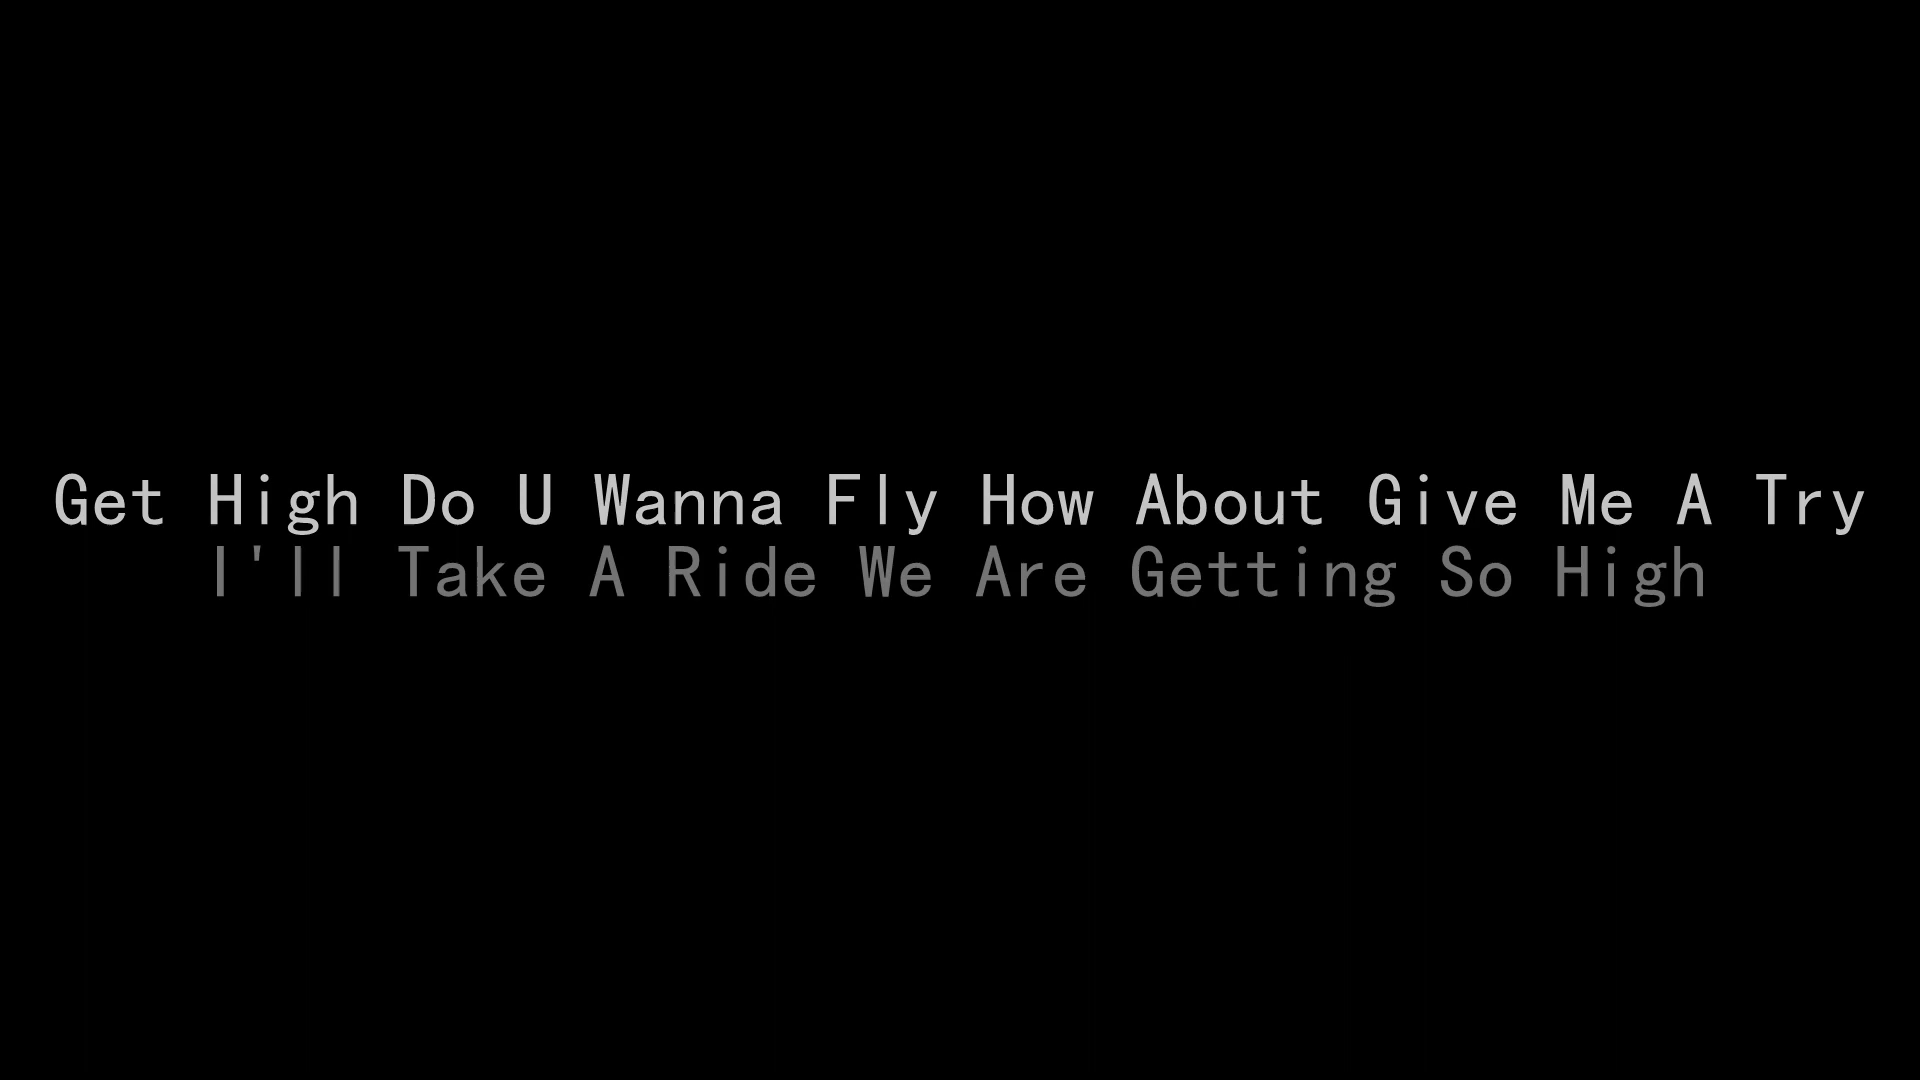 Get High Do U Wanna Fly How About Give Me A Try
I'll Take A Ride We Are Getting So High